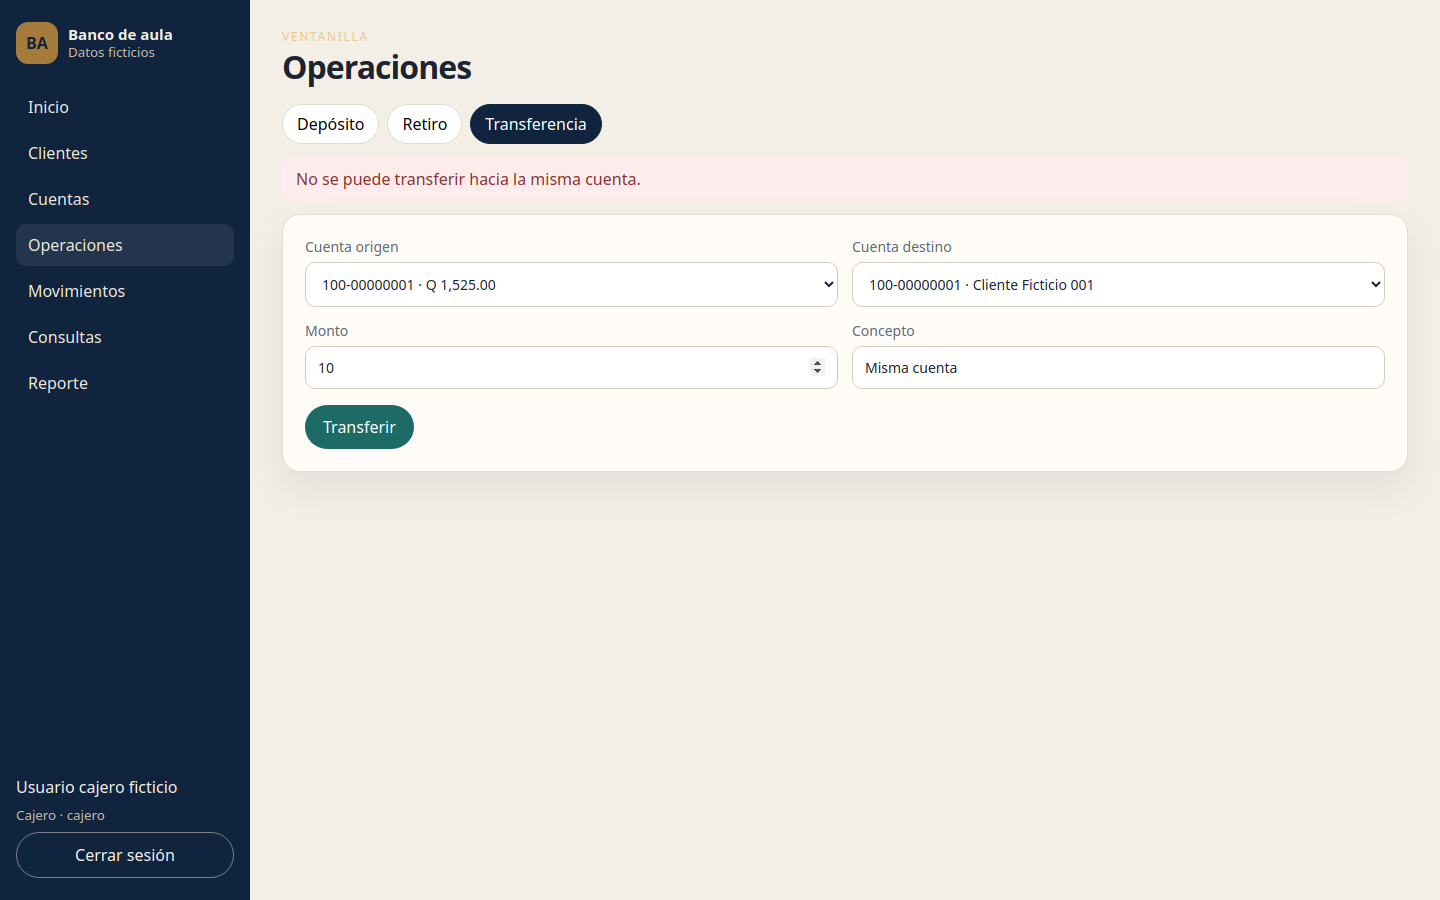 BA
Banco de aula
Datos ficticios
Inicio
Clientes
Cuentas
Operaciones
Movimientos
Consultas
Reporte
Usuario cajero ficticio
Cajero · cajero
Cerrar sesión
VENTANILLA
Operaciones
Depósito Retiro Transferencia
No se puede transferir hacia la misma cuenta.
Cuenta origen Cuenta destino
100-00000001 · Q 1,525.00 100-00000001 · Cliente Ficticio 001
Monto Concepto
10 Misma cuenta
Transferir